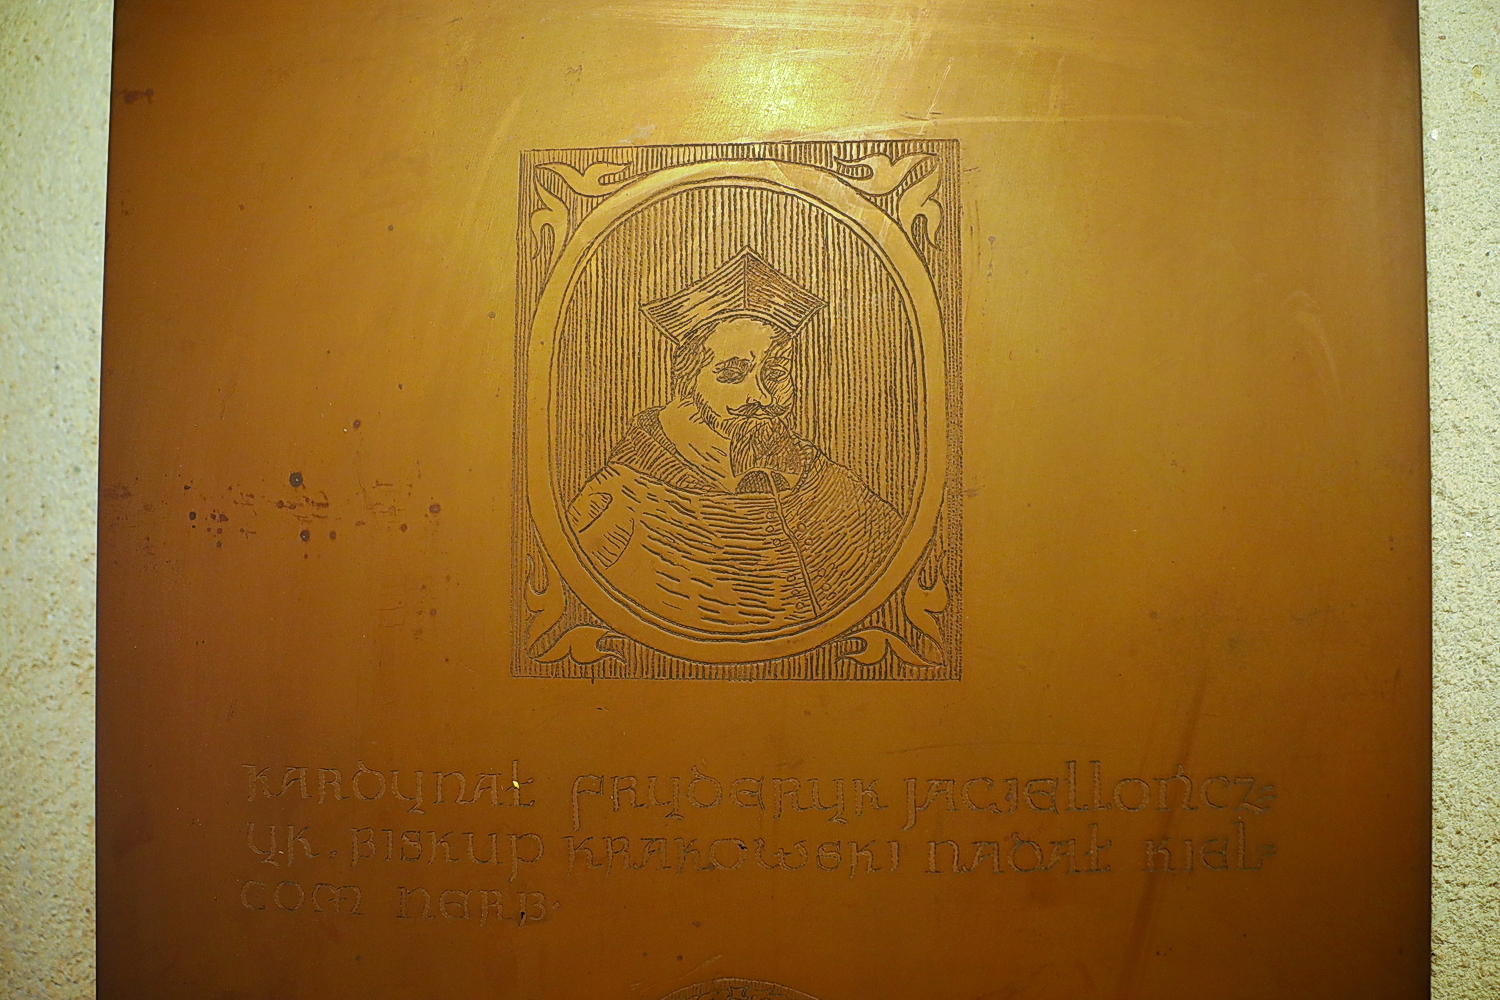 KARDYNAŁ FRYDERYK JAGIELLOŃCZ=
YK. BISKUP KRAKOWSKI NADAŁ KIEL=
COM HERB.